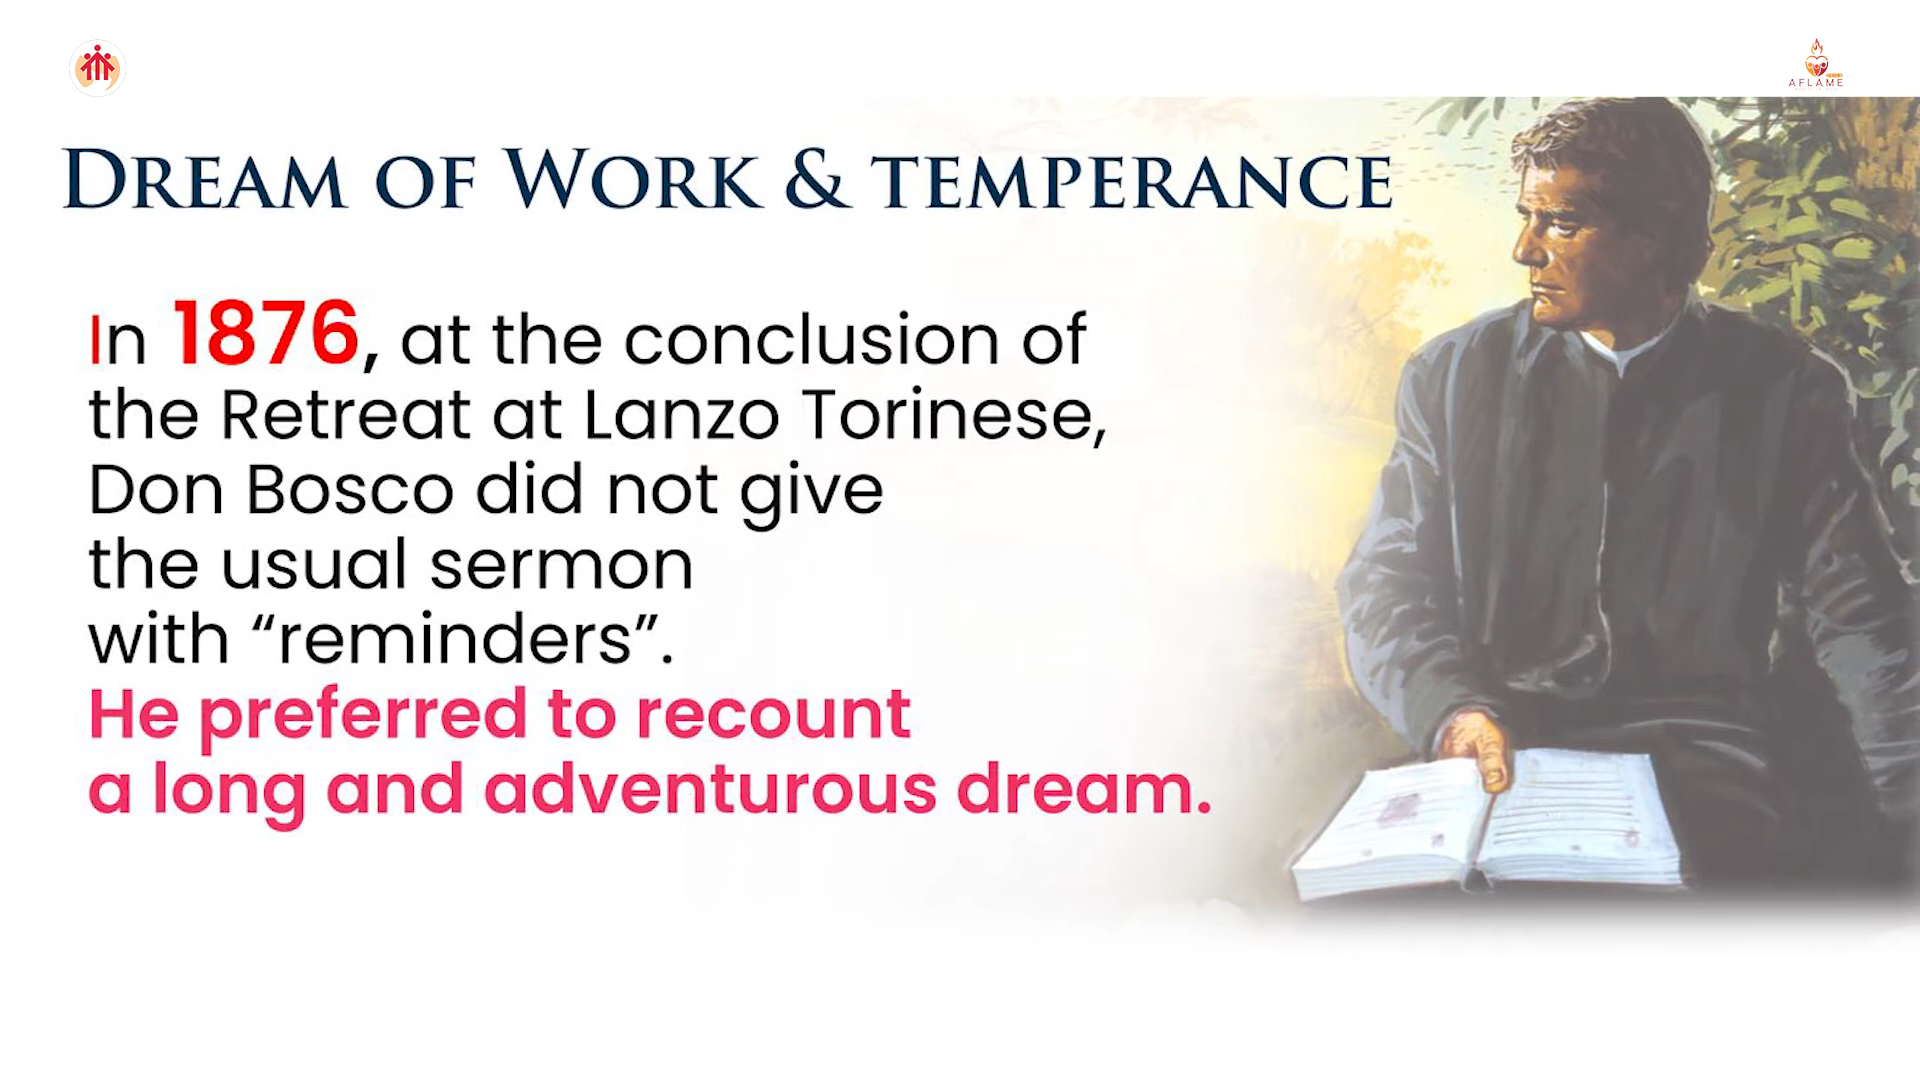 AFLAME
DREAM OF WORK & TEMPERANCE
In 1876, at the conclusion of
the Retreat at Lanzo Torinese,
Don Bosco did not give
the usual sermon
with “reminders”.
He preferred to recount
a long and adventurous dream.